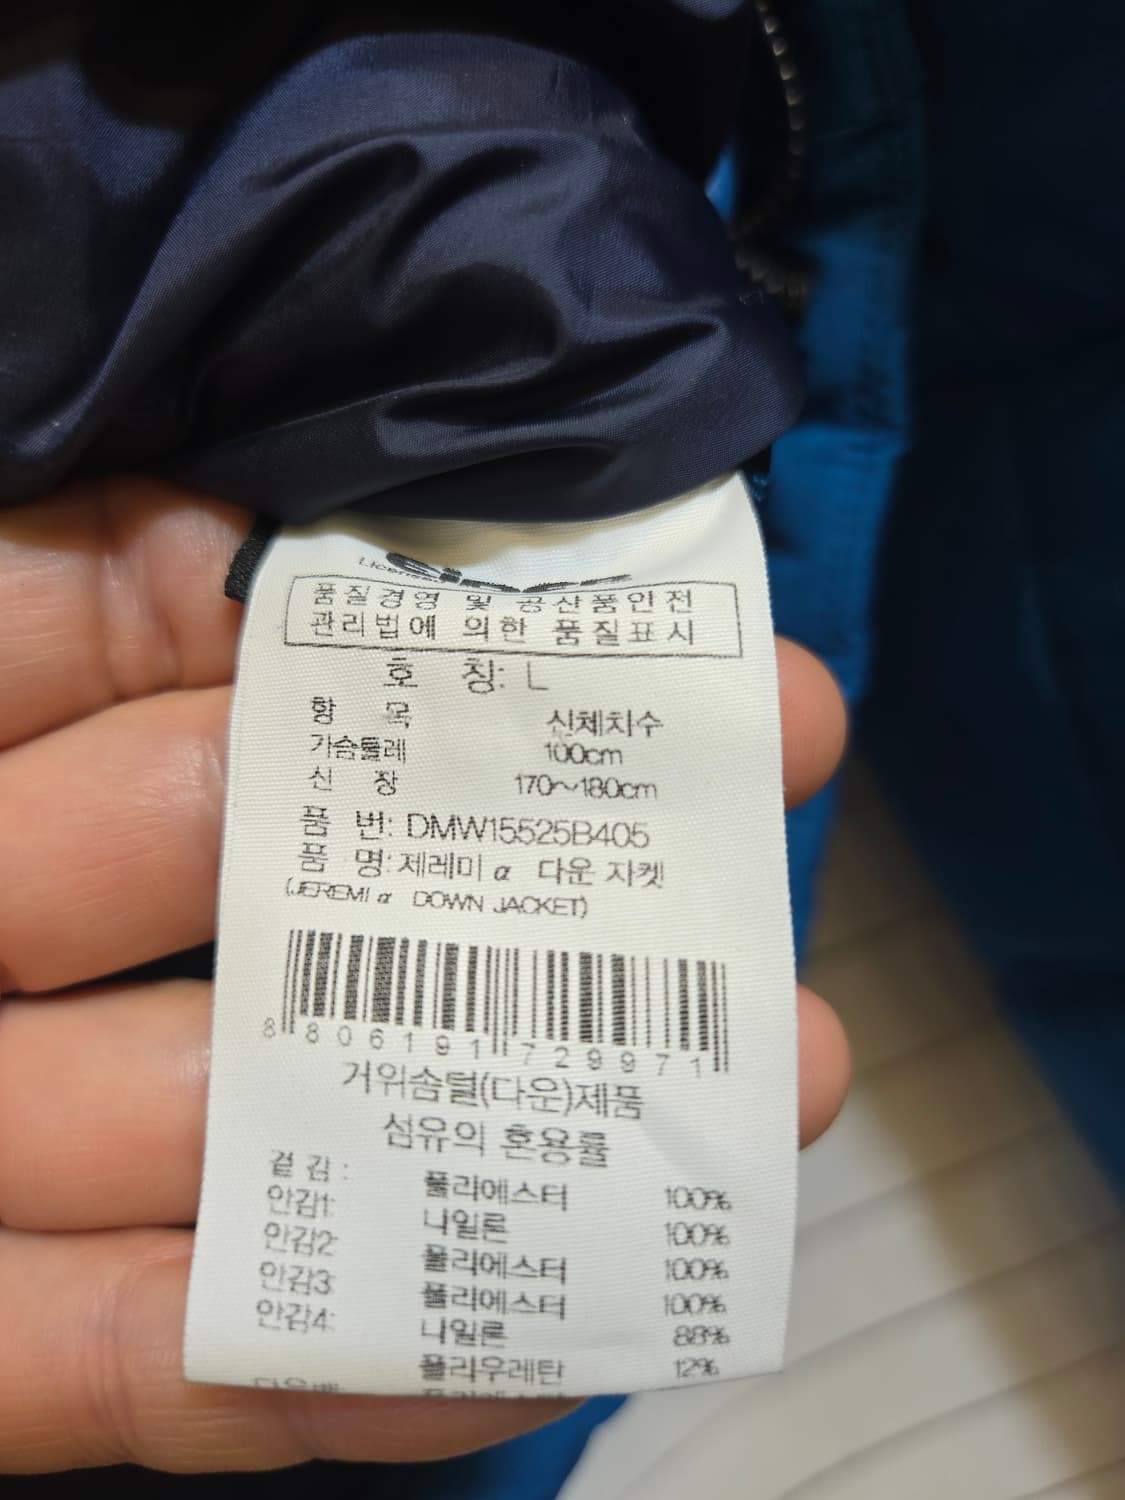 품질경영 및 공산품안전
관리법에 의한 품질표시
호 칭: L
항 목 신체치수
가슴둘레 100cm
신 장 170~180cm
품 번: DMW15525B405
품 명: 제레미 α 다운 자켓
(JEREMI α DOWN JACKET)
8 806191 729971
거위솜털(다운)제품
섬유의 혼용률
겉 감 : 폴리에스터 100%
안감1: 나일론 100%
안감2: 폴리에스터 100%
안감3: 폴리에스터 100%
안감4: 나일론 88%
폴리우레탄 12%